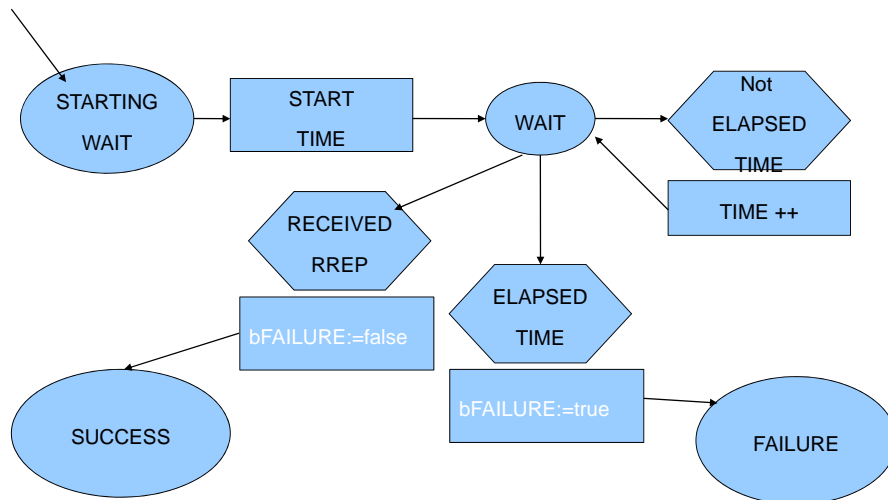 STARTING
WAIT
START
TIME
WAIT
Not
ELAPSED
TIME
TIME ++
RECEIVED
RREP
ELAPSED
TIME
bFAILURE:=false
bFAILURE:=true
SUCCESS
FAILURE